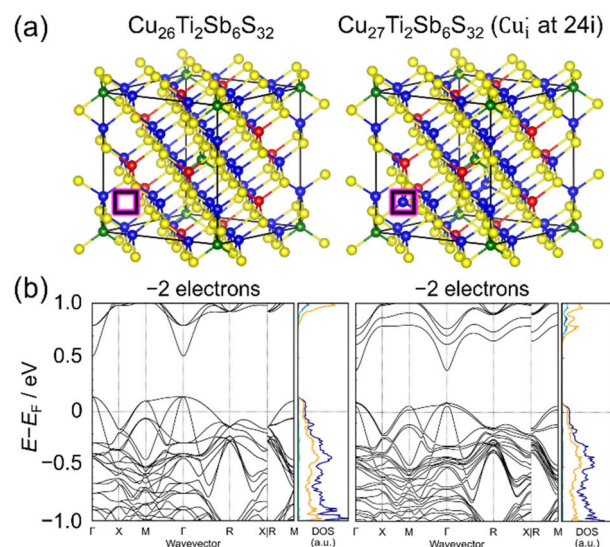 (a)
Cu₂₆Ti₂Sb₆S₃₂
Cu₂₇Ti₂Sb₆S₃₂ (Cuᵢ˙ at 24i)
(b)
−2 electrons
−2 electrons
E−E_F / eV
1.0
0.5
0
−0.5
−1.0
Γ X M Γ R X|R M
Wavevector
DOS
(a.u.)
Γ X M Γ R X|R M
Wavevector
DOS
(a.u.)